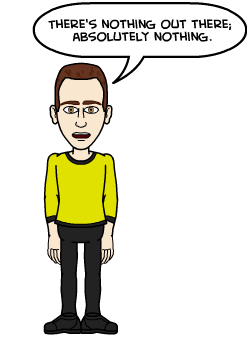 THERE'S NOTHING OUT THERE;
ABSOLUTELY NOTHING.